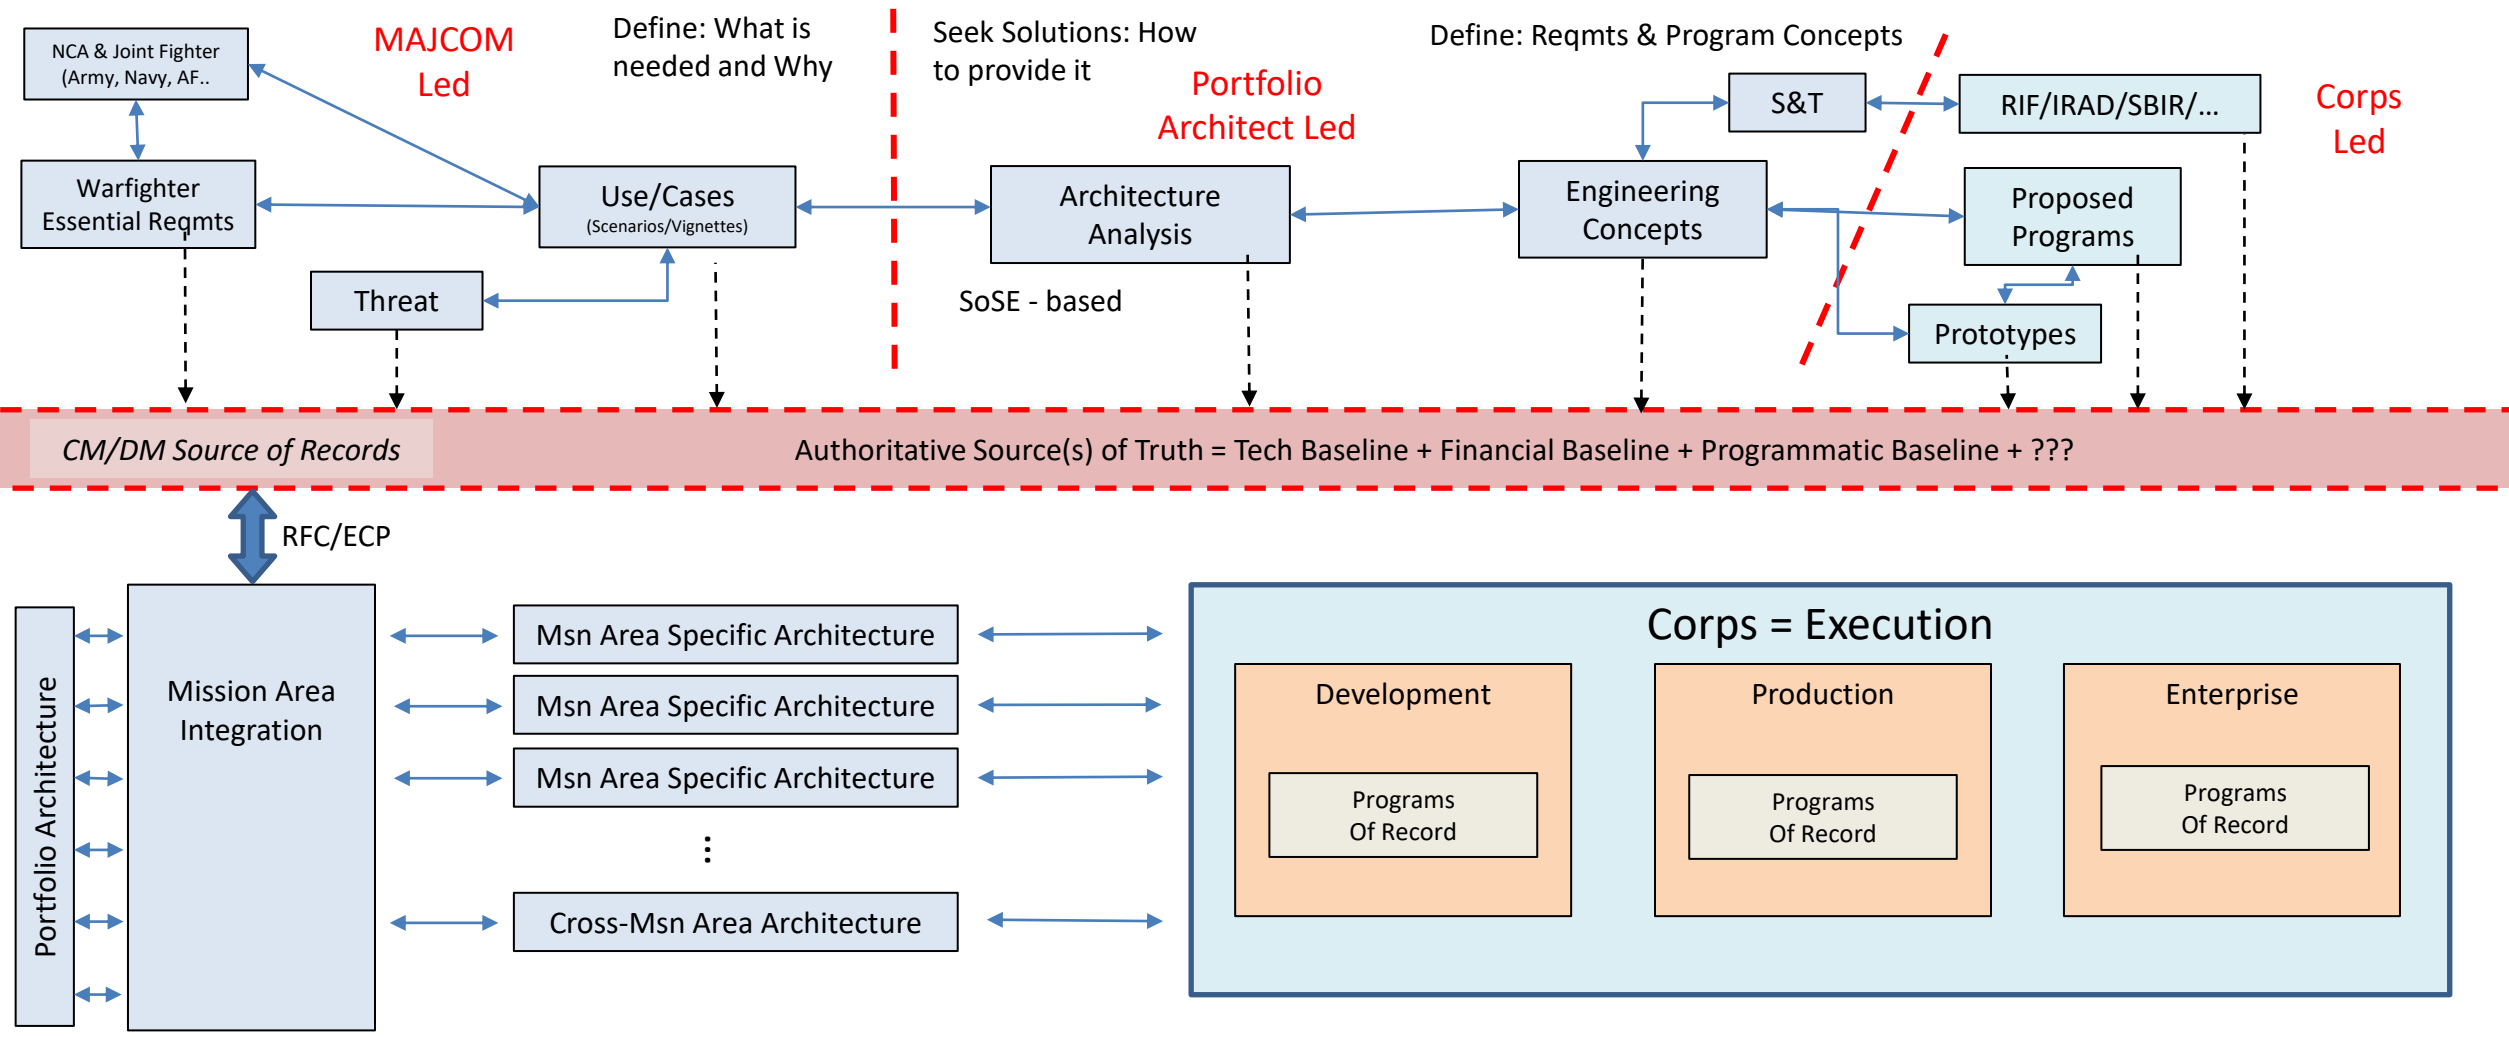 NCA & Joint Fighter
(Army, Navy, AF..
MAJCOM
Led
Define: What is
needed and Why
Seek Solutions: How
to provide it
Portfolio
Architect Led
Define: Reqmts & Program Concepts
S&T
RIF/IRAD/SBIR/...
Corps
Led
Warfighter
Essential Reqmts
Use/Cases
(Scenarios/Vignettes)
Architecture
Analysis
Engineering
Concepts
Proposed
Programs
Threat
SoSE - based
Prototypes
CM/DM Source of Records
Authoritative Source(s) of Truth = Tech Baseline + Financial Baseline + Programmatic Baseline + ???
RFC/ECP
Portfolio Architecture
Mission Area
Integration
Msn Area Specific Architecture
Msn Area Specific Architecture
Msn Area Specific Architecture
...
Cross-Msn Area Architecture
Corps = Execution
Development
Programs
Of Record
Production
Programs
Of Record
Enterprise
Programs
Of Record